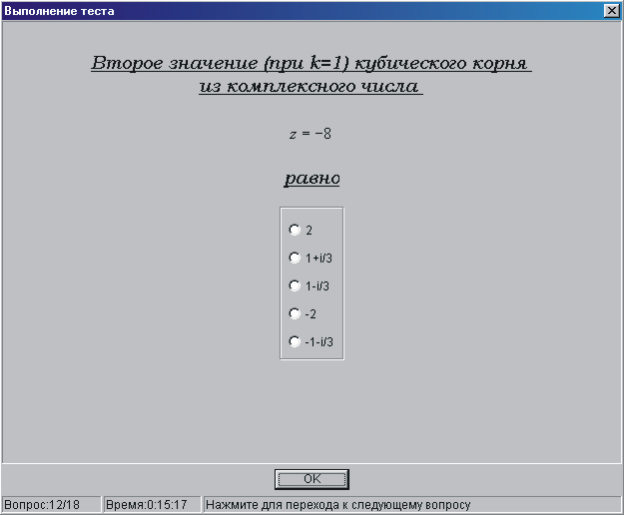 Выполнение теста
Второе значение (при k=1) кубического корня
из комплексного числа
z = −8
равно
2
1+i/3
1-i/3
-2
-1-i/3
OK
Вопрос:12/18 Время:0:15:17 Нажмите для перехода к следующему вопросу